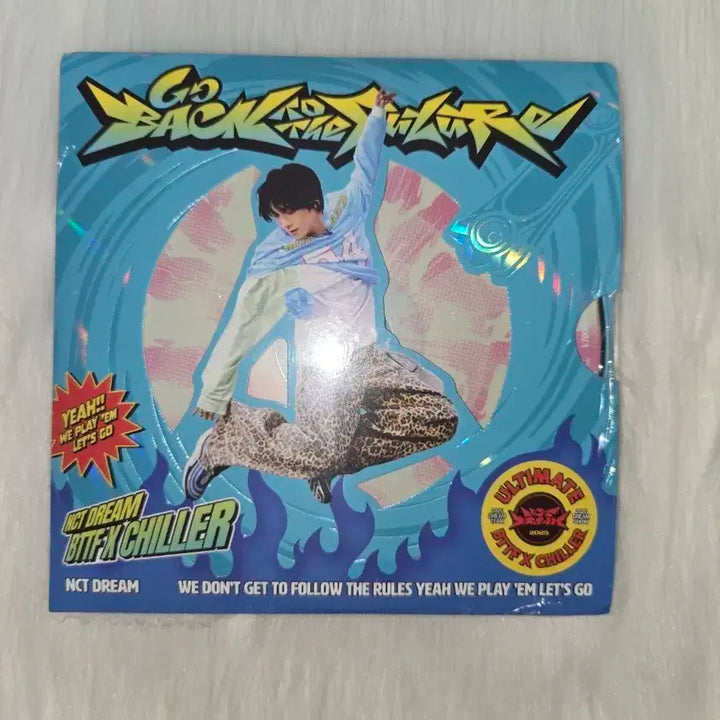 Go
BACK to the FuTuRe
YEAH!!
WE PLAY 'EM
LET'S GO
NCT DREAM
BTTF X CHILLER
ULTIMATE
2025
BTTF X CHILLER
NCT DREAM
WE DON'T GET TO FOLLOW THE RULES YEAH WE PLAY 'EM LET'S GO